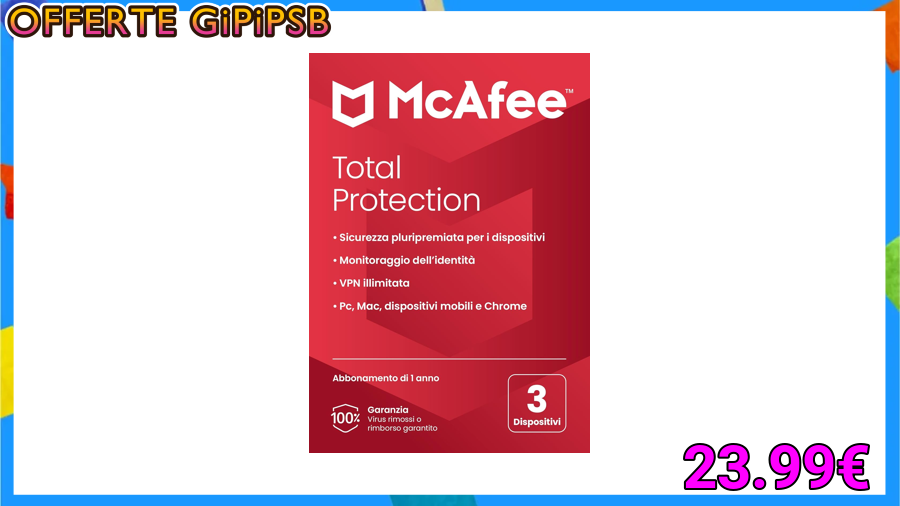 OFFERTE GiPiPSB
McAfee™
Total
Protection
• Sicurezza pluripremiata per i dispositivi
• Monitoraggio dell'identità
• VPN illimitata
• Pc, Mac, dispositivi mobili e Chrome
Abbonamento di 1 anno
100%
Garanzia
Virus rimossi o
rimborso garantito
3
Dispositivi
23.99€